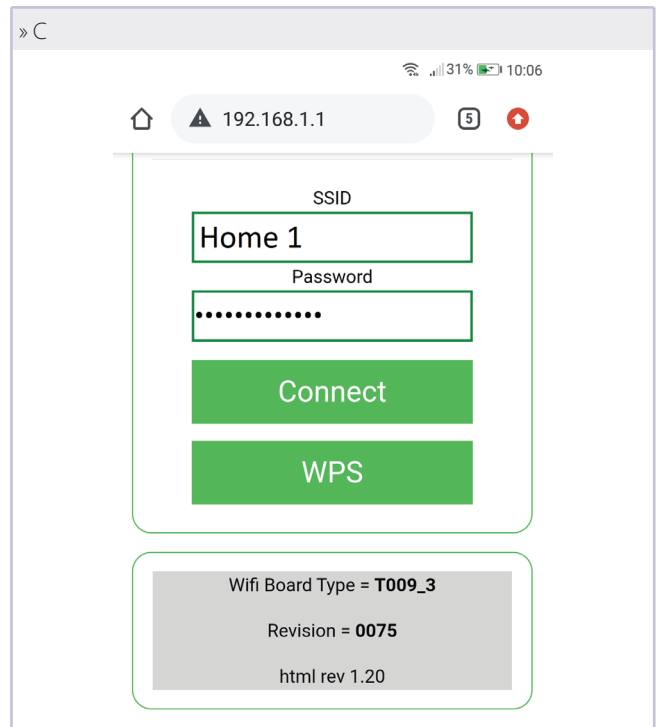 » C
31% 10:06
192.168.1.1 5
SSID
Home 1
Password
•••••••••••••
Connect
WPS
Wifi Board Type = T009_3
Revision = 0075
html rev 1.20